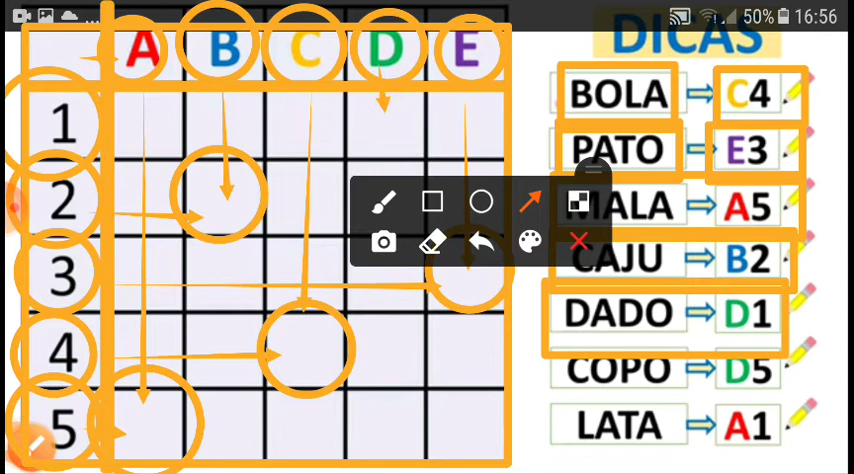 ... 50% 16:56
A B C D E
DICAS
1
2
3
4
5
BOLA C4
PATO E3
MALA A5
CAJU B2
DADO D1
COPO D5
LATA A1